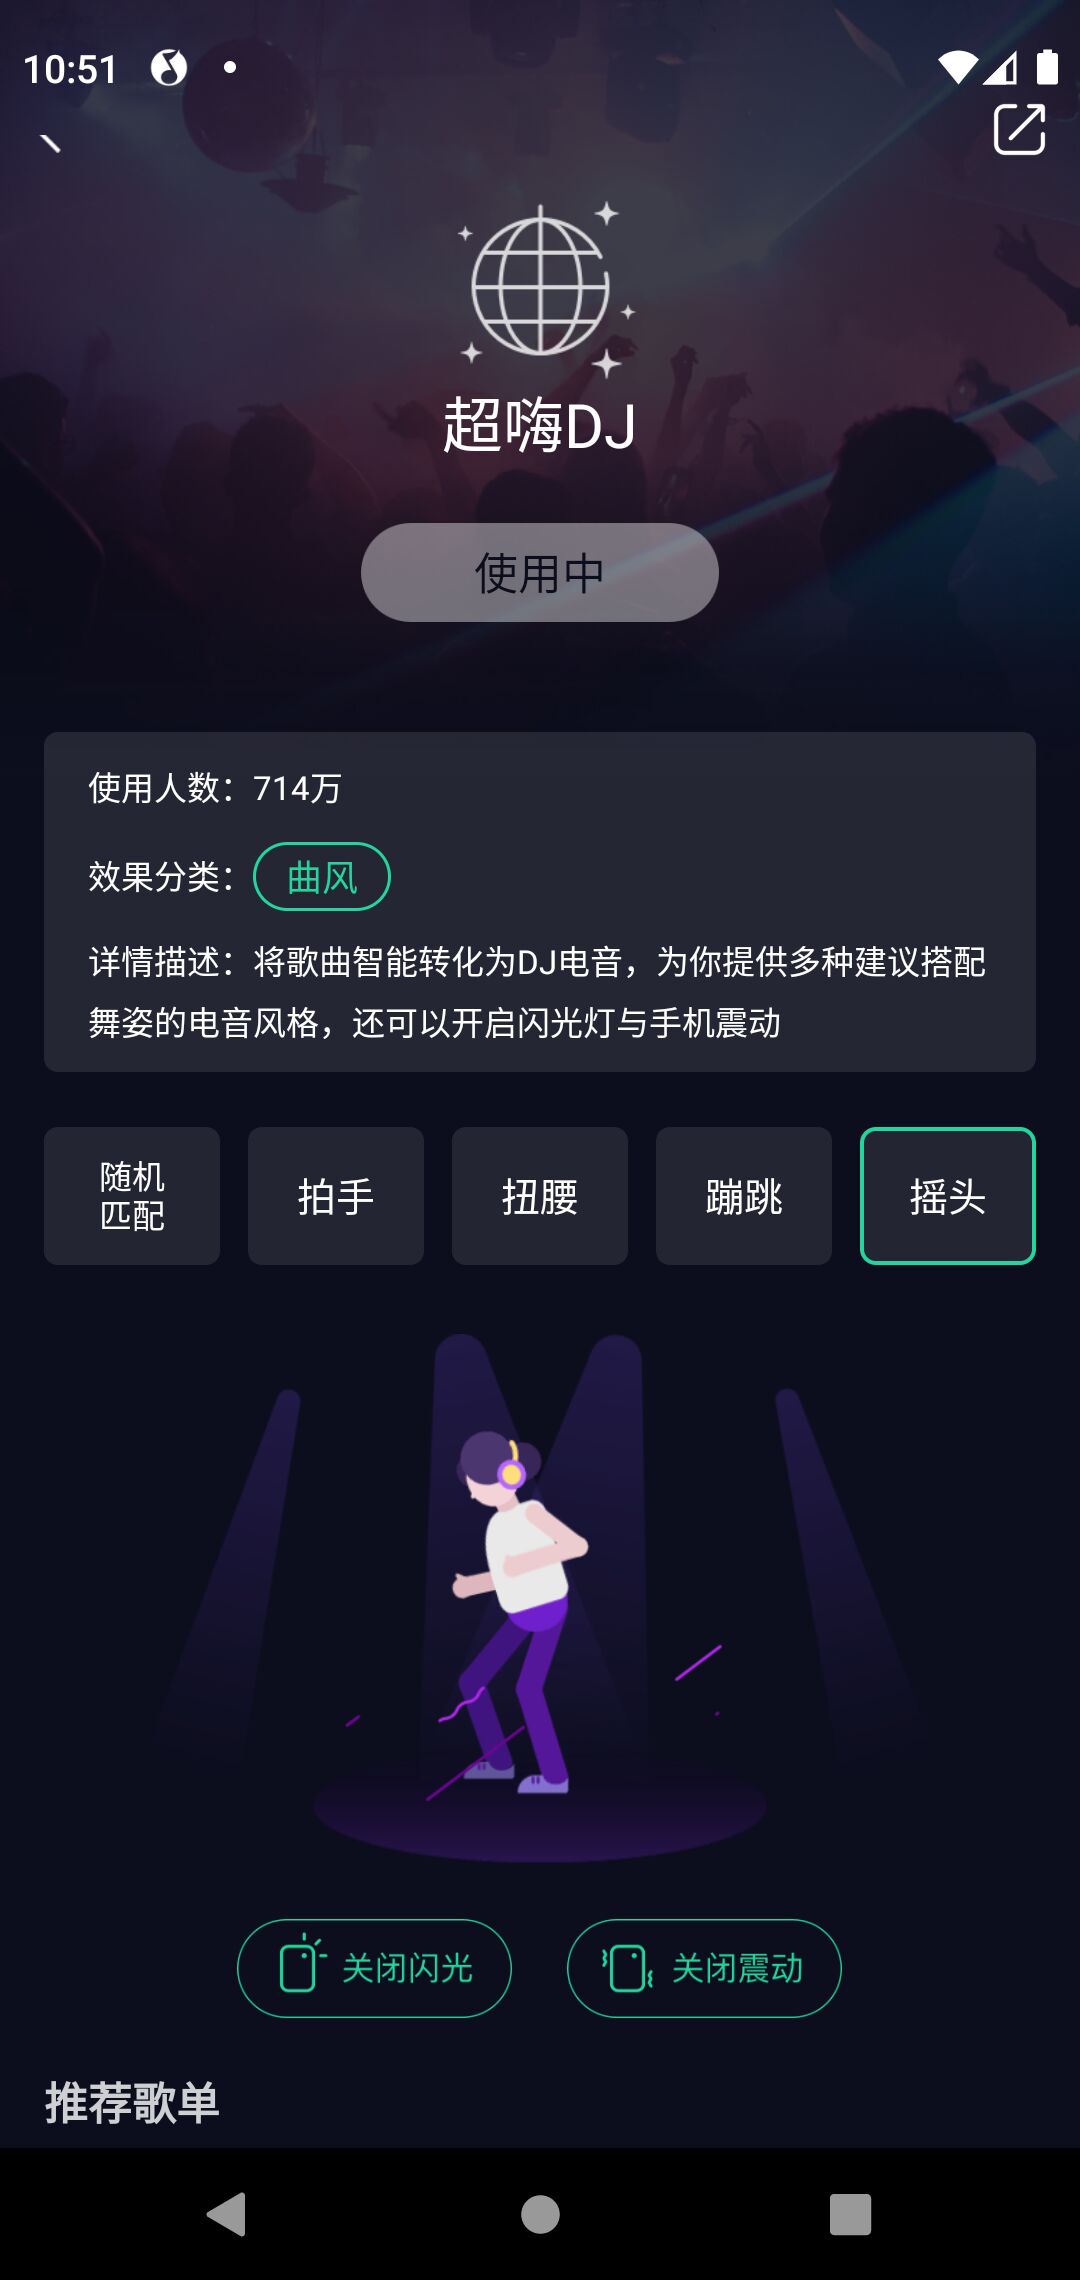 10:51
超嗨DJ
使用中
使用人数：714万
效果分类：曲风
详情描述：将歌曲智能转化为DJ电音，为你提供多种建议搭配
舞姿的电音风格，还可以开启闪光灯与手机震动
随机
匹配
拍手
扭腰
蹦跳
摇头
关闭闪光
关闭震动
推荐歌单